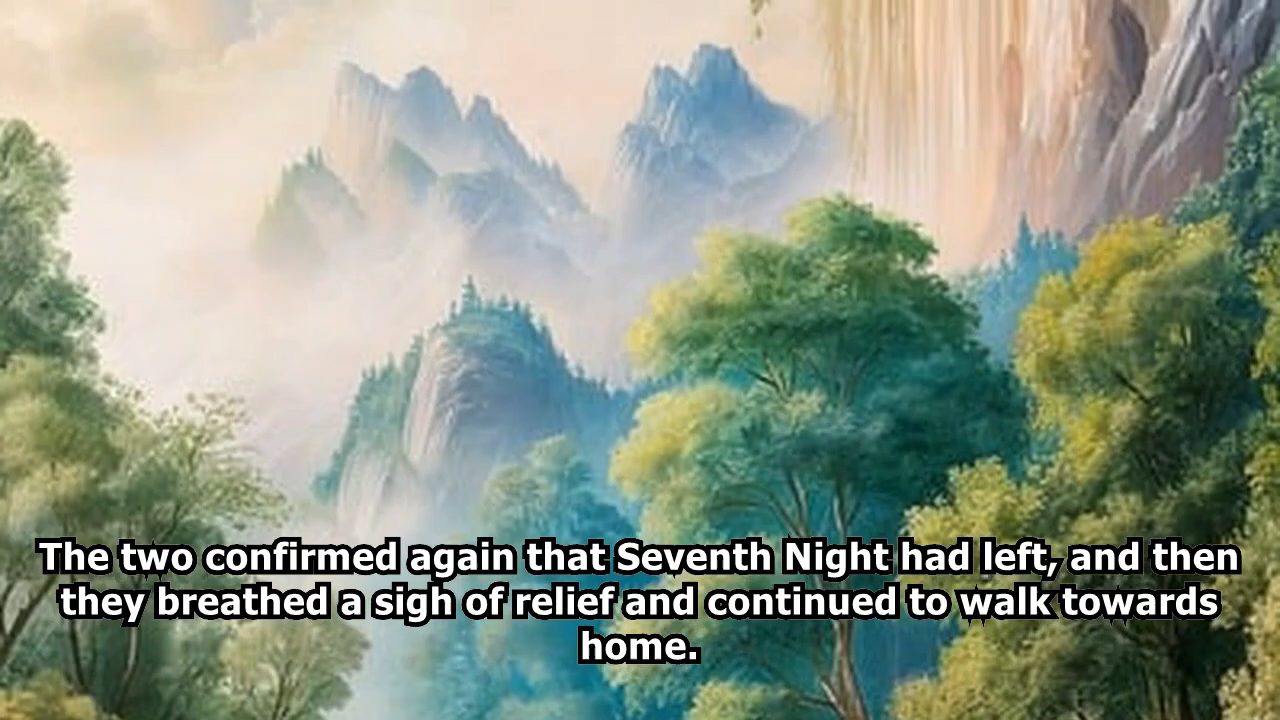 The two confirmed again that Seventh Night had left, and then
they breathed a sigh of relief and continued to walk towards
home.